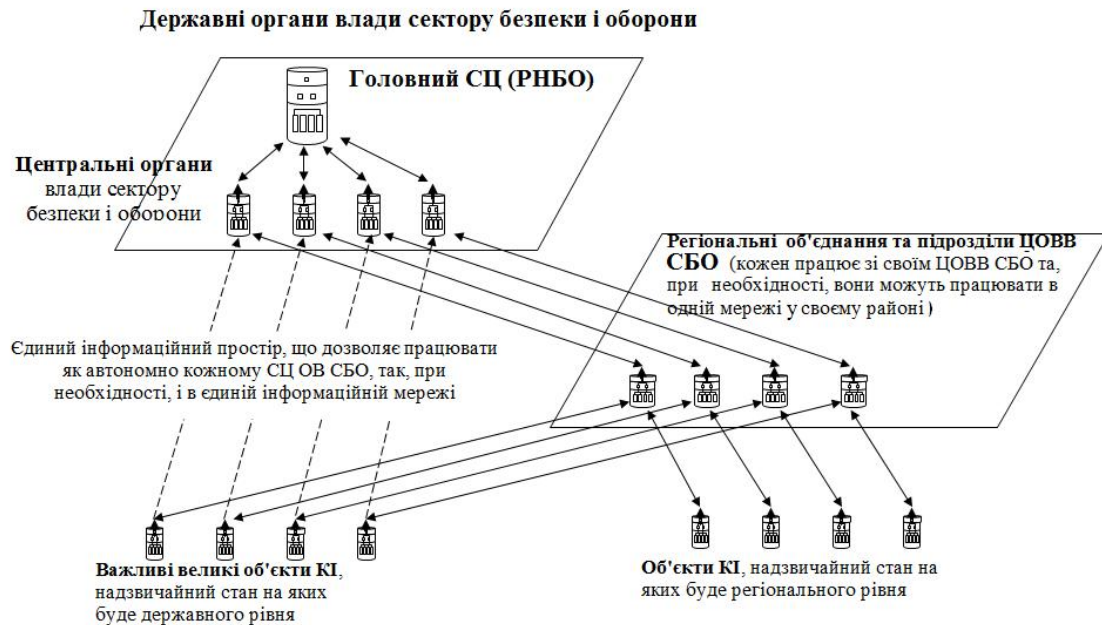 Державні органи влади сектору безпеки і оборони
Головний СЦ (РНБО)
Центральні органи
влади сектору
безпеки і оборони
Регіональні об'єднання та підрозділи ЦОВВ
СБО (кожен працює зі своїм ЦОВВ СБО та,
при необхідності, вони можуть працювати в
одній мережі у своєму районі)
Єдиний інформаційний простір, що дозволяє працювати
як автономно кожному СЦ ОВ СБО, так, при
необхідності, і в єдиній інформаційній мережі
Важливі великі об'єкти КІ,
надзвичайний стан на яких
буде державного рівня
Об'єкти КІ, надзвичайний стан на
яких буде регіонального рівня